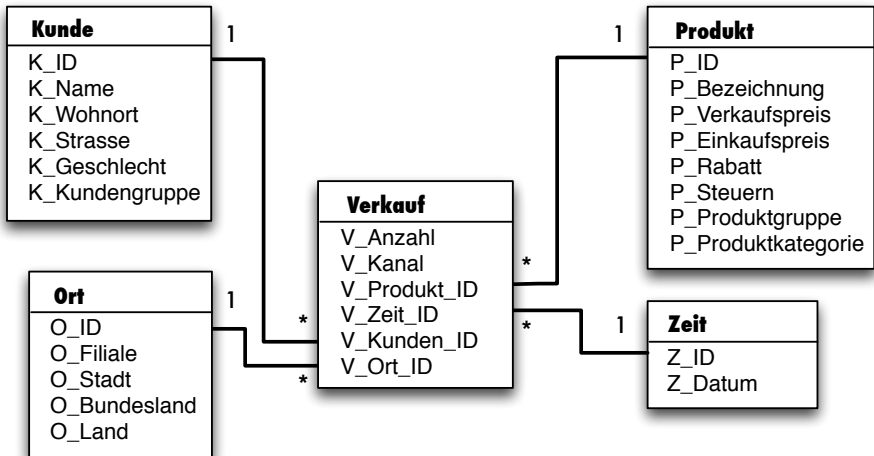 Kunde
1
K_ID
K_Name
K_Wohnort
K_Strasse
K_Geschlecht
K_Kundengruppe
1
Produkt
P_ID
P_Bezeichnung
P_Verkaufspreis
P_Einkaufspreis
P_Rabatt
P_Steuern
P_Produktgruppe
P_Produktkategorie
Verkauf
V_Anzahl
V_Kanal
V_Produkt_ID
V_Zeit_ID
V_Kunden_ID
V_Ort_ID
*
*
*
*
Ort
1
O_ID
O_Filiale
O_Stadt
O_Bundesland
O_Land
1
Zeit
Z_ID
Z_Datum